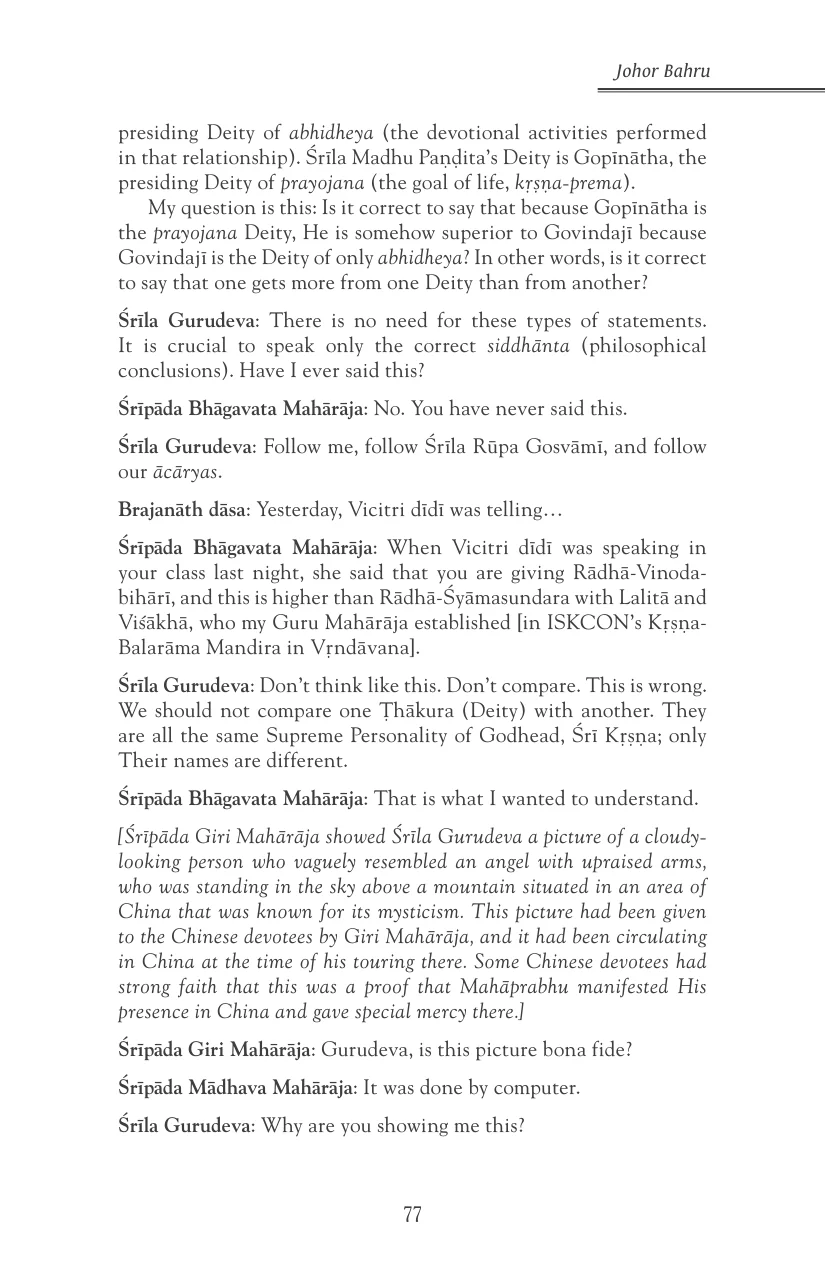 Johor Bahru
presiding Deity of abhidheya (the devotional activities performed
in that relationship). Śrīla Madhu Paṇḍita’s Deity is Gopīnātha, the
presiding Deity of prayojana (the goal of life, kṛṣṇa-prema).
My question is this: Is it correct to say that because Gopīnātha is
the prayojana Deity, He is somehow superior to Govindajī because
Govindajī is the Deity of only abhidheya? In other words, is it correct
to say that one gets more from one Deity than from another?
Śrīla Gurudeva: There is no need for these types of statements.
It is crucial to speak only the correct siddhānta (philosophical
conclusions). Have I ever said this?
Śrīpāda Bhāgavata Mahārāja: No. You have never said this.
Śrīla Gurudeva: Follow me, follow Śrīla Rūpa Gosvāmī, and follow
our ācāryas.
Brajanāth dāsa: Yesterday, Vicitri dīdī was telling…
Śrīpāda Bhāgavata Mahārāja: When Vicitri dīdī was speaking in
your class last night, she said that you are giving Rādhā-Vinoda-
bihārī, and this is higher than Rādhā-Śyāmasundara with Lalitā and
Viśākhā, who my Guru Mahārāja established [in ISKCON’s Kṛṣṇa-
Balarāma Mandira in Vṛndāvana].
Śrīla Gurudeva: Don’t think like this. Don’t compare. This is wrong.
We should not compare one Ṭhākura (Deity) with another. They
are all the same Supreme Personality of Godhead, Śrī Kṛṣṇa; only
Their names are different.
Śrīpāda Bhāgavata Mahārāja: That is what I wanted to understand.
[Śrīpāda Giri Mahārāja showed Śrīla Gurudeva a picture of a cloudy-
looking person who vaguely resembled an angel with upraised arms,
who was standing in the sky above a mountain situated in an area of
China that was known for its mysticism. This picture had been given
to the Chinese devotees by Giri Mahārāja, and it had been circulating
in China at the time of his touring there. Some Chinese devotees had
strong faith that this was a proof that Mahāprabhu manifested His
presence in China and gave special mercy there.]
Śrīpāda Giri Mahārāja: Gurudeva, is this picture bona fide?
Śrīpāda Mādhava Mahārāja: It was done by computer.
Śrīla Gurudeva: Why are you showing me this?
77